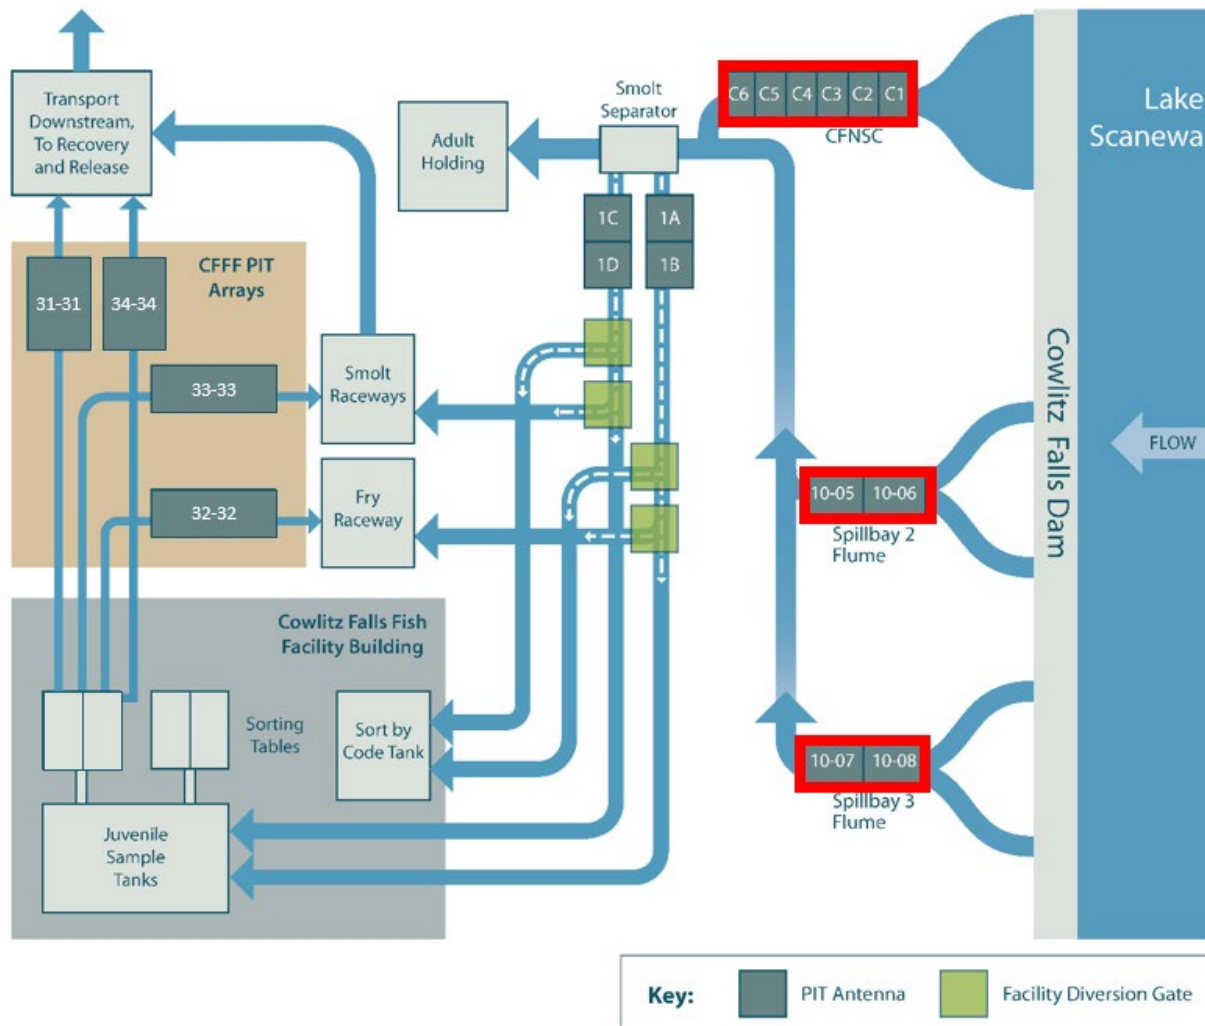 Transport
Downstream,
To Recovery
and Release
Adult
Holding
Smolt
Separator
C6 C5 C4 C3 C2 C1
CFNSC
Lake
Scanewa
1C 1A
1D 1B
CFFF PIT
Arrays
31-31 34-34
33-33
32-32
Smolt
Raceways
Fry
Raceway
10-05 10-06
Spillbay 2
Flume
10-07 10-08
Spillbay 3
Flume
Cowlitz Falls Dam
FLOW
Cowlitz Falls Fish
Facility Building
Sorting
Tables
Sort by
Code Tank
Juvenile
Sample
Tanks
Key: PIT Antenna Facility Diversion Gate